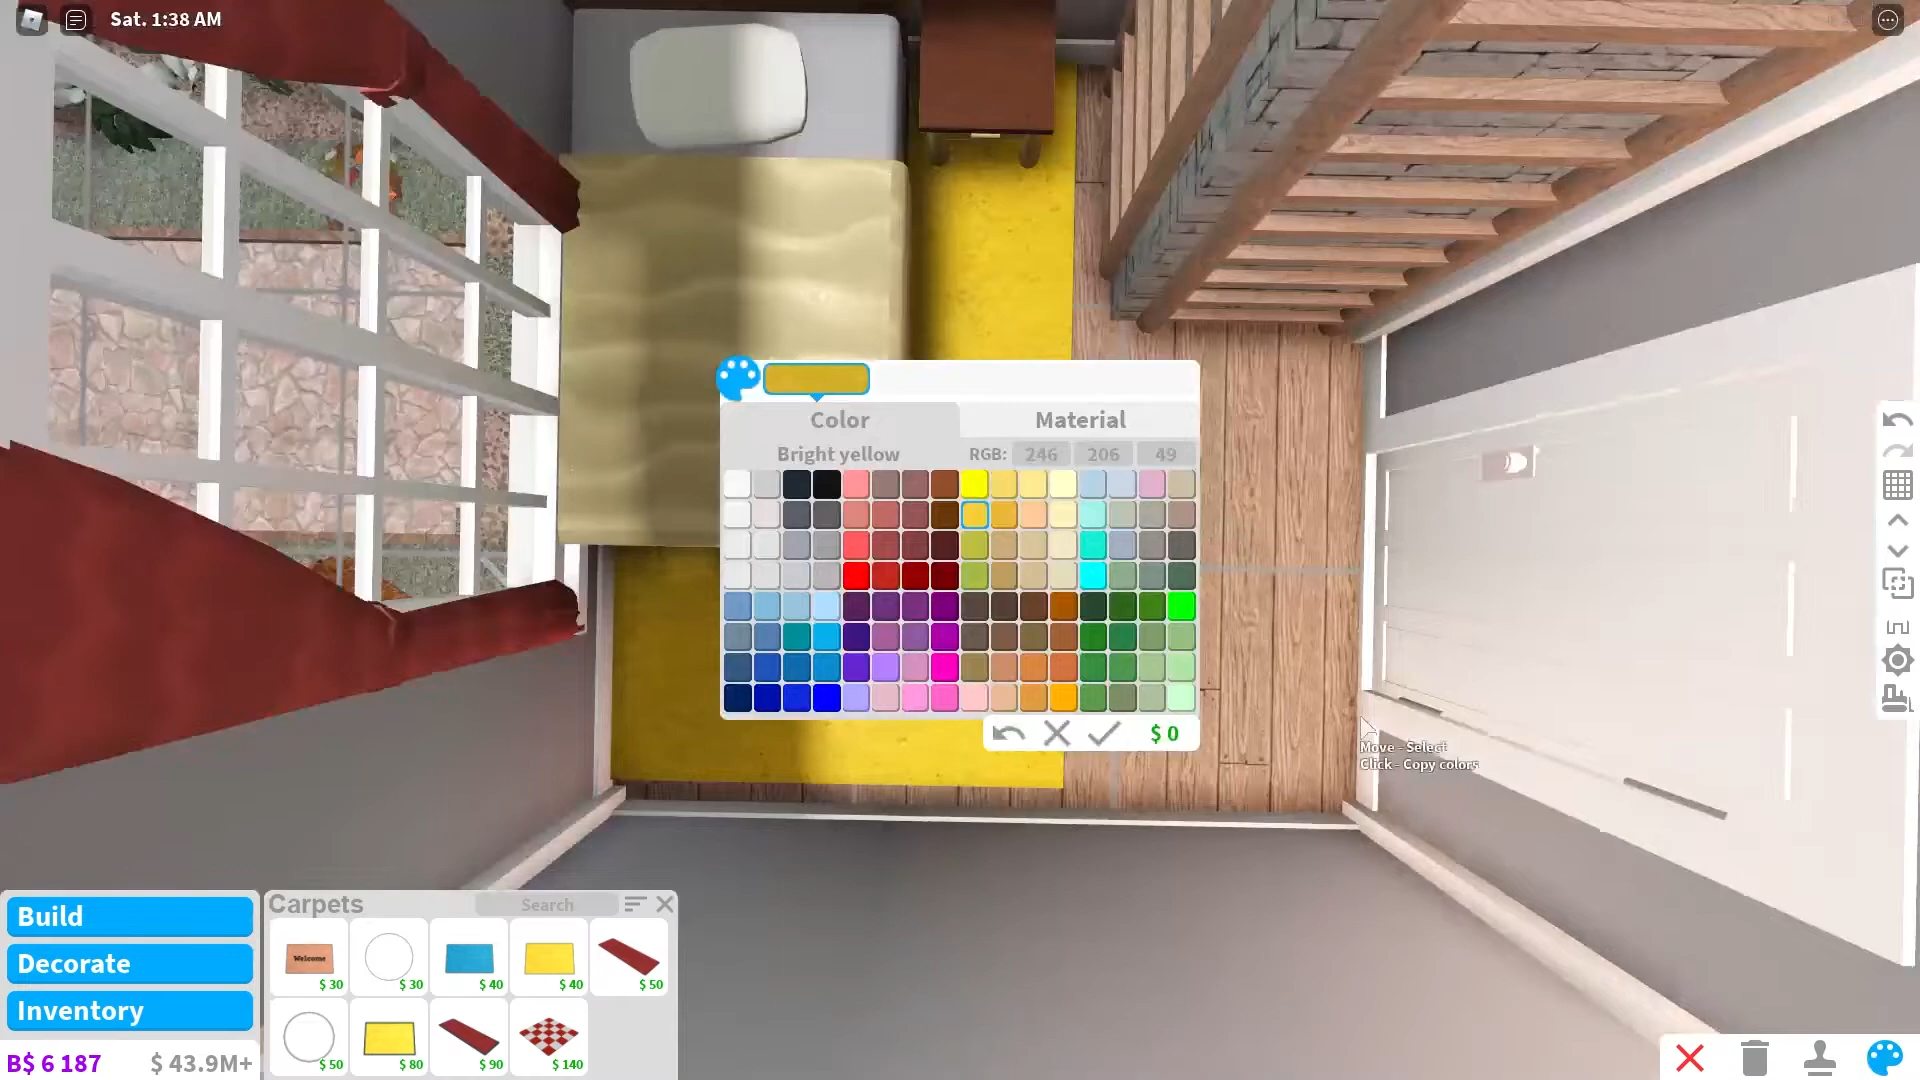 Sat. 1:38 AM
Color
Material
Bright yellow
RGB: 246 206 49
$ 0
Move - Select
Click - Copy colors
Build
Decorate
Inventory
B$ 6 187
$ 43.9M+
Carpets
Search
Welcome
$ 30
$ 30
$ 40
$ 40
$ 50
$ 50
$ 80
$ 90
$ 140